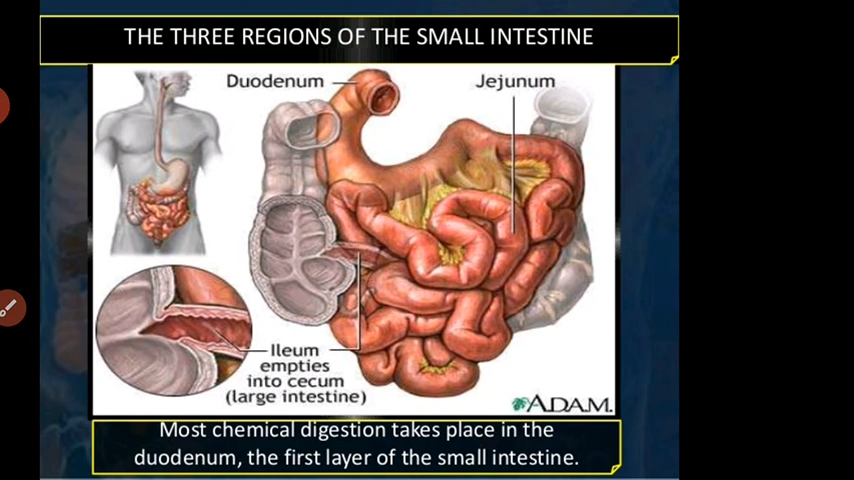 THE THREE REGIONS OF THE SMALL INTESTINE
Duodenum
Jejunum
Ileum
empties
into cecum
(large intestine)
A.D.A.M.
Most chemical digestion takes place in the
duodenum, the first layer of the small intestine.